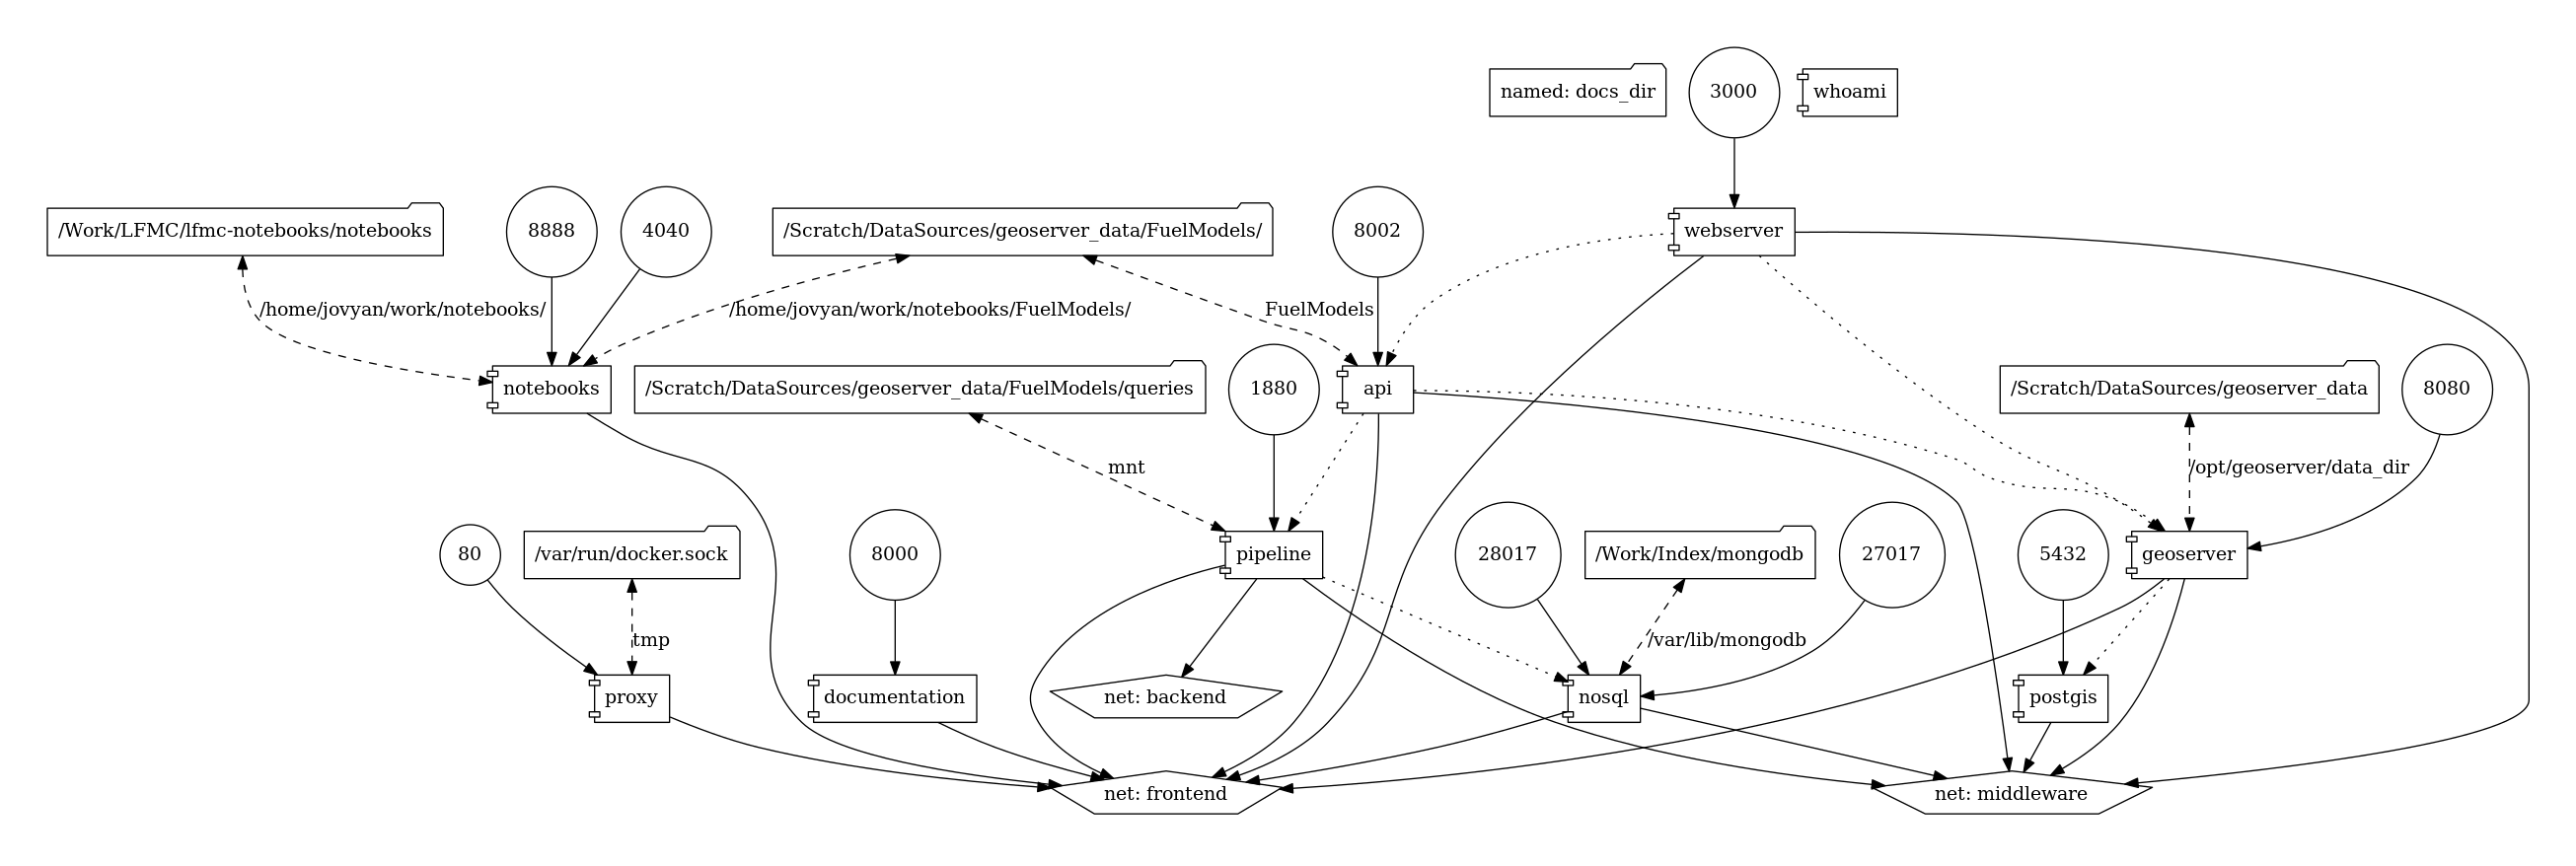 named: docs_dir
3000
whoami
/Work/LFMC/lfmc-notebooks/notebooks
8888
4040
/Scratch/DataSources/geoserver_data/FuelModels/
8002
webserver
/home/jovyan/work/notebooks/
/home/jovyan/work/notebooks/FuelModels/
FuelModels
notebooks
/Scratch/DataSources/geoserver_data/FuelModels/queries
1880
api
/Scratch/DataSources/geoserver_data
8080
mnt
/opt/geoserver/data_dir
80
/var/run/docker.sock
8000
pipeline
28017
/Work/Index/mongodb
27017
5432
geoserver
tmp
/var/lib/mongodb
proxy
documentation
net: backend
nosql
postgis
net: frontend
net: middleware